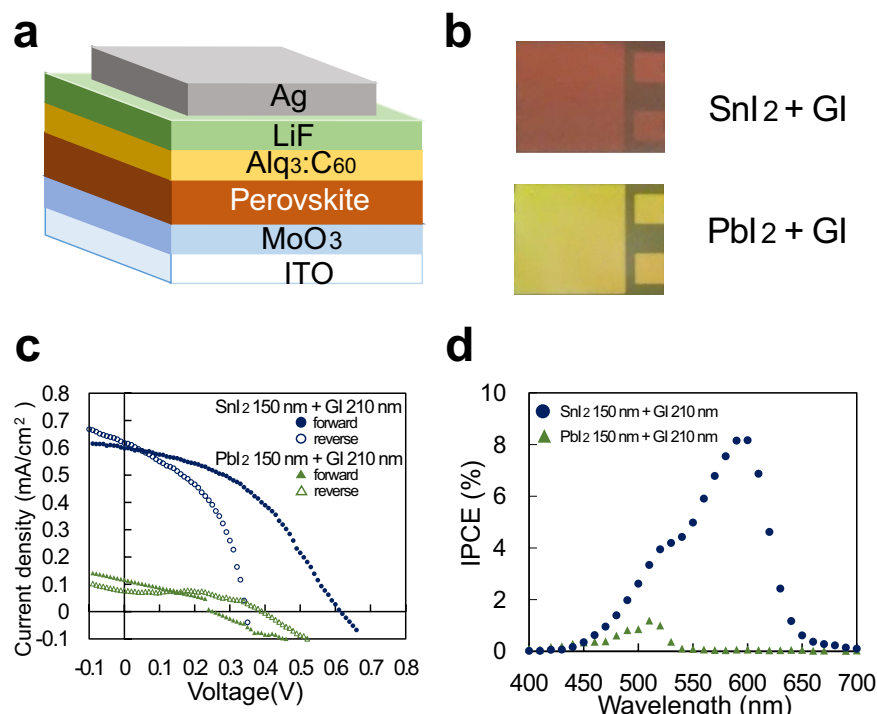 a
Ag
LiF
Alq3:C60
Perovskite
MoO3
ITO
b
SnI2 + GI
PbI2 + GI
c
Current density (mA/cm2)
0.8
0.7
0.6
0.5
0.4
0.3
0.2
0.1
0
-0.1
SnI2 150 nm + GI 210 nm
forward
reverse
PbI2 150 nm + GI 210 nm
forward
reverse
-0.1 0 0.1 0.2 0.3 0.4 0.5 0.6 0.7 0.8
Voltage(V)
d
IPCE (%)
10
8
6
4
2
0
SnI2 150 nm + GI 210 nm
PbI2 150 nm + GI 210 nm
400 450 500 550 600 650 700
Wavelength (nm)